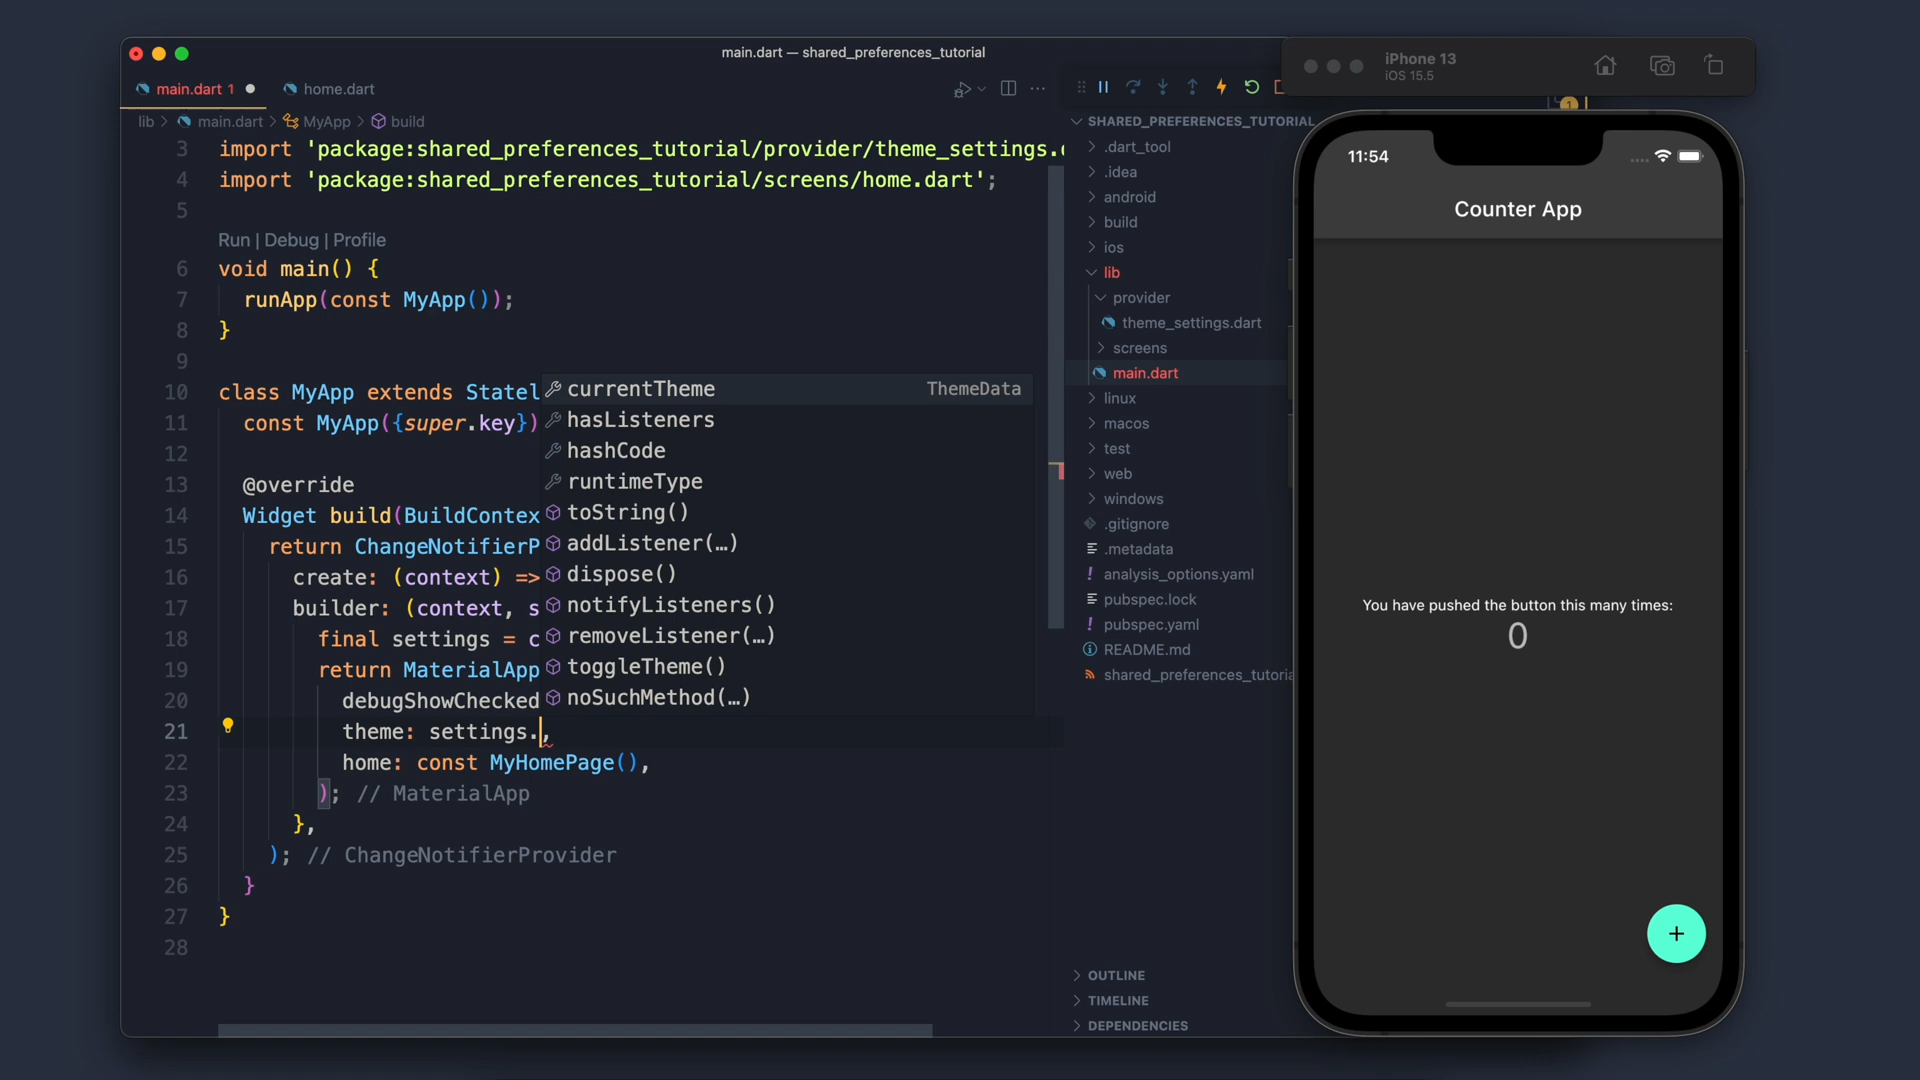 main.dart — shared_preferences_tutorial
main.dart 1
home.dart
lib > main.dart > MyApp > build
3 import 'package:shared_preferences_tutorial/provider/theme_settings.
4 import 'package:shared_preferences_tutorial/screens/home.dart';
5
Run | Debug | Profile
6 void main() {
7 runApp(const MyApp());
8 }
9
10 class MyApp extends Statel
11 const MyApp({super.key})
12
13 @override
14 Widget build(BuildContex
15 return ChangeNotifierP
16 create: (context) =>
17 builder: (context, s
18 final settings = c
19 return MaterialApp
20 debugShowChecked
21 theme: settings.,
22 home: const MyHomePage(),
23 ); // MaterialApp
24 },
25 ); // ChangeNotifierProvider
26 }
27 }
28
currentTheme ThemeData
hasListeners
hashCode
runtimeType
toString()
addListener(…)
dispose()
notifyListeners()
removeListener(…)
toggleTheme()
noSuchMethod(…)
SHARED_PREFERENCES_TUTORIAL
.dart_tool
.idea
android
build
ios
lib
provider
theme_settings.dart
screens
main.dart
linux
macos
test
web
windows
.gitignore
.metadata
analysis_options.yaml
pubspec.lock
pubspec.yaml
README.md
shared_preferences_tutoria
OUTLINE
TIMELINE
DEPENDENCIES
iPhone 13
iOS 15.5
1
11:54
Counter App
You have pushed the button this many times:
0
+